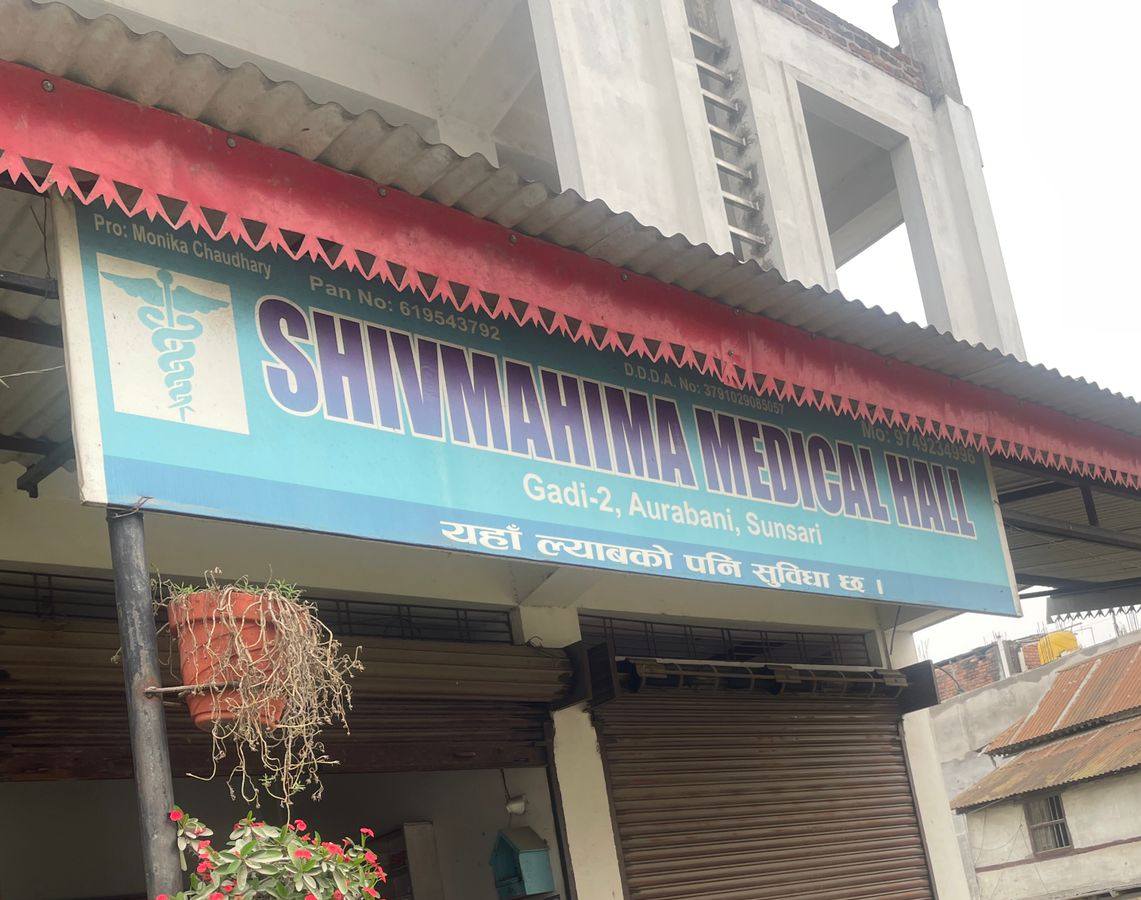 Pro: Monika Chaudhary
Pan No: 619543792
D.D.D.A. No: 3791029085057
Mo: 9749234996
SHIVMAHIMA MEDICAL HALL
Gadi-2, Aurabani, Sunsari
यहाँ ल्याबको पनि सुविधा छ ।